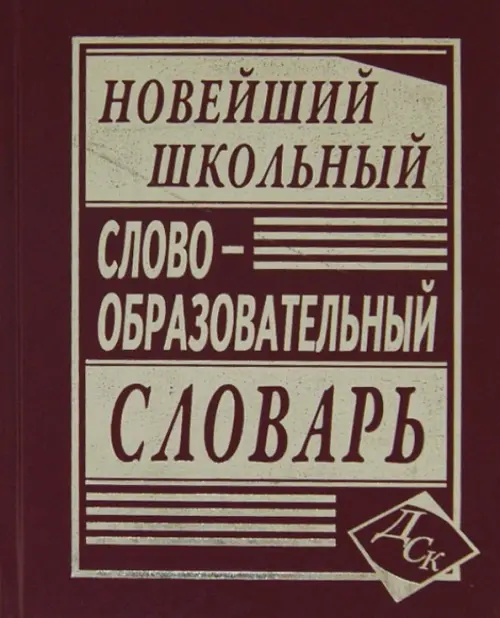 НОВЕЙШИЙ
ШКОЛЬНЫЙ
СЛОВО-
ОБРАЗОВАТЕЛЬНЫЙ
СЛОВАРЬ
ДСК